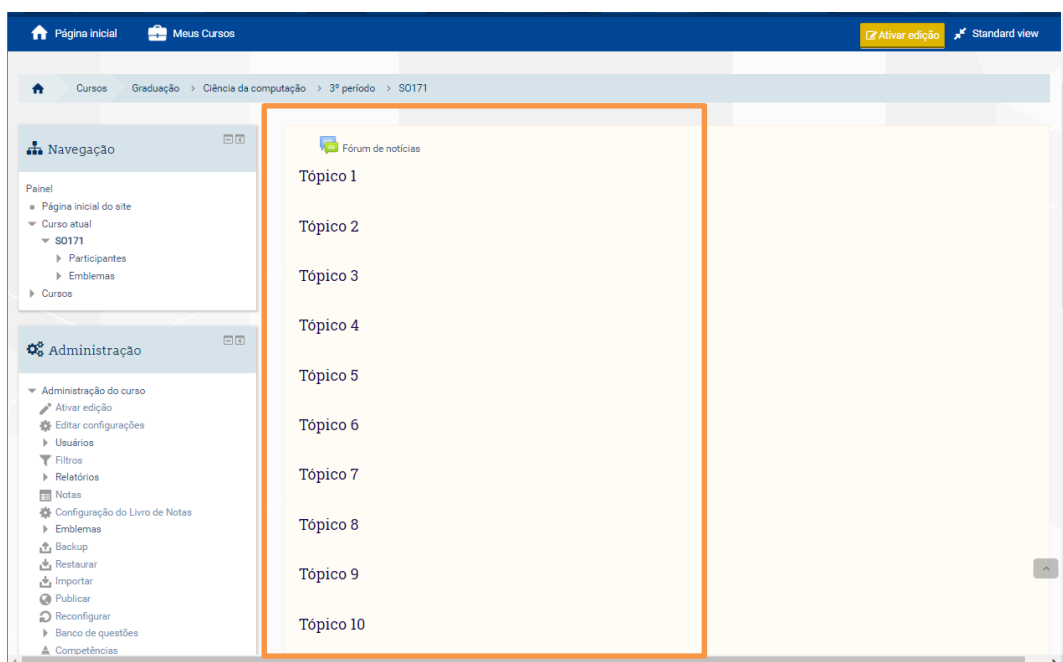 Página inicial
Meus Cursos
Ativar edição
Standard view
Cursos Graduação > Ciência da computação > 3º período > SO171
Navegação
Painel
Página inicial do site
Curso atual
SO171
Participantes
Emblemas
Cursos
Administração
Administração do curso
Ativar edição
Editar configurações
Usuários
Filtros
Relatórios
Notas
Configuração do Livro de Notas
Emblemas
Backup
Restaurar
Importar
Publicar
Reconfigurar
Banco de questões
Competências
Fórum de notícias
Tópico 1
Tópico 2
Tópico 3
Tópico 4
Tópico 5
Tópico 6
Tópico 7
Tópico 8
Tópico 9
Tópico 10